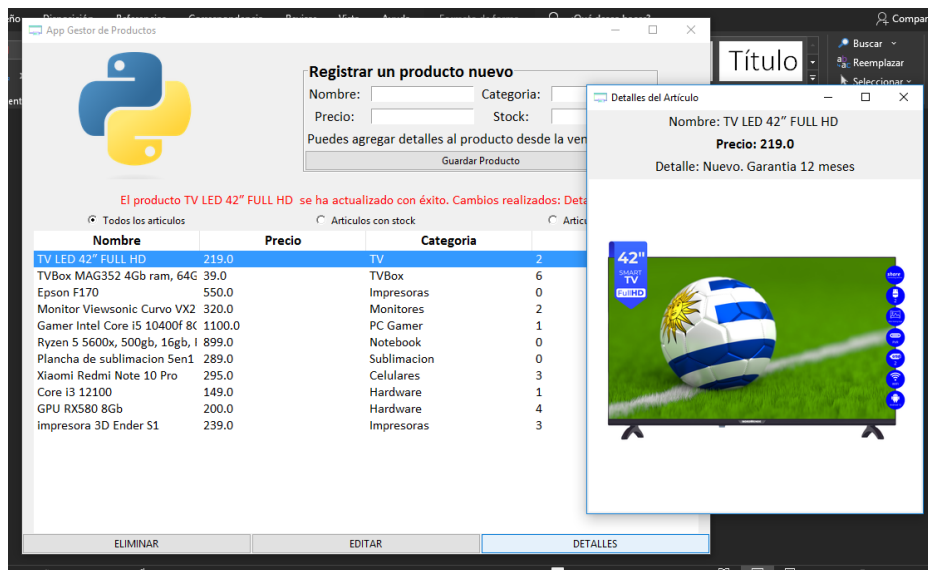 Compar
App Gestor de Productos
Buscar
Reemplazar
Seleccionar
Título
Registrar un producto nuevo
Nombre: Categoria:
Precio: Stock:
Puedes agregar detalles al producto desde la ven
Guardar Producto
El producto TV LED 42” FULL HD se ha actualizado con éxito. Cambios realizados: Deta
Todos los articulos Articulos con stock Articu
Nombre Precio Categoria
TV LED 42” FULL HD 219.0 TV 2
TVBox MAG352 4Gb ram, 64G 39.0 TVBox 6
Epson F170 550.0 Impresoras 0
Monitor Viewsonic Curvo VX2 320.0 Monitores 2
Gamer Intel Core i5 10400f 8( 1100.0 PC Gamer 1
Ryzen 5 5600x, 500gb, 16gb, 899.0 Notebook 0
Plancha de sublimacion 5en1 289.0 Sublimacion 0
Xiaomi Redmi Note 10 Pro 295.0 Celulares 3
Core i3 12100 149.0 Hardware 1
GPU RX580 8Gb 200.0 Hardware 4
impresora 3D Ender S1 239.0 Impresoras 3
ELIMINAR EDITAR DETALLES
Detalles del Artículo
Nombre: TV LED 42” FULL HD
Precio: 219.0
Detalle: Nuevo. Garantia 12 meses
42"
SMART
TV
FullHD